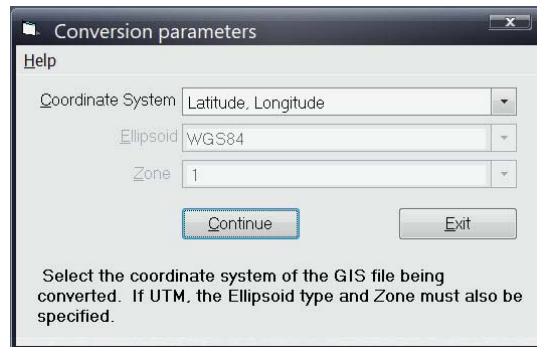 Conversion parameters
x
Help
Coordinate System Latitude, Longitude
Ellipsoid WGS84
Zone 1
Continue Exit
Select the coordinate system of the GIS file being
converted. If UTM, the Ellipsoid type and Zone must also be
specified.